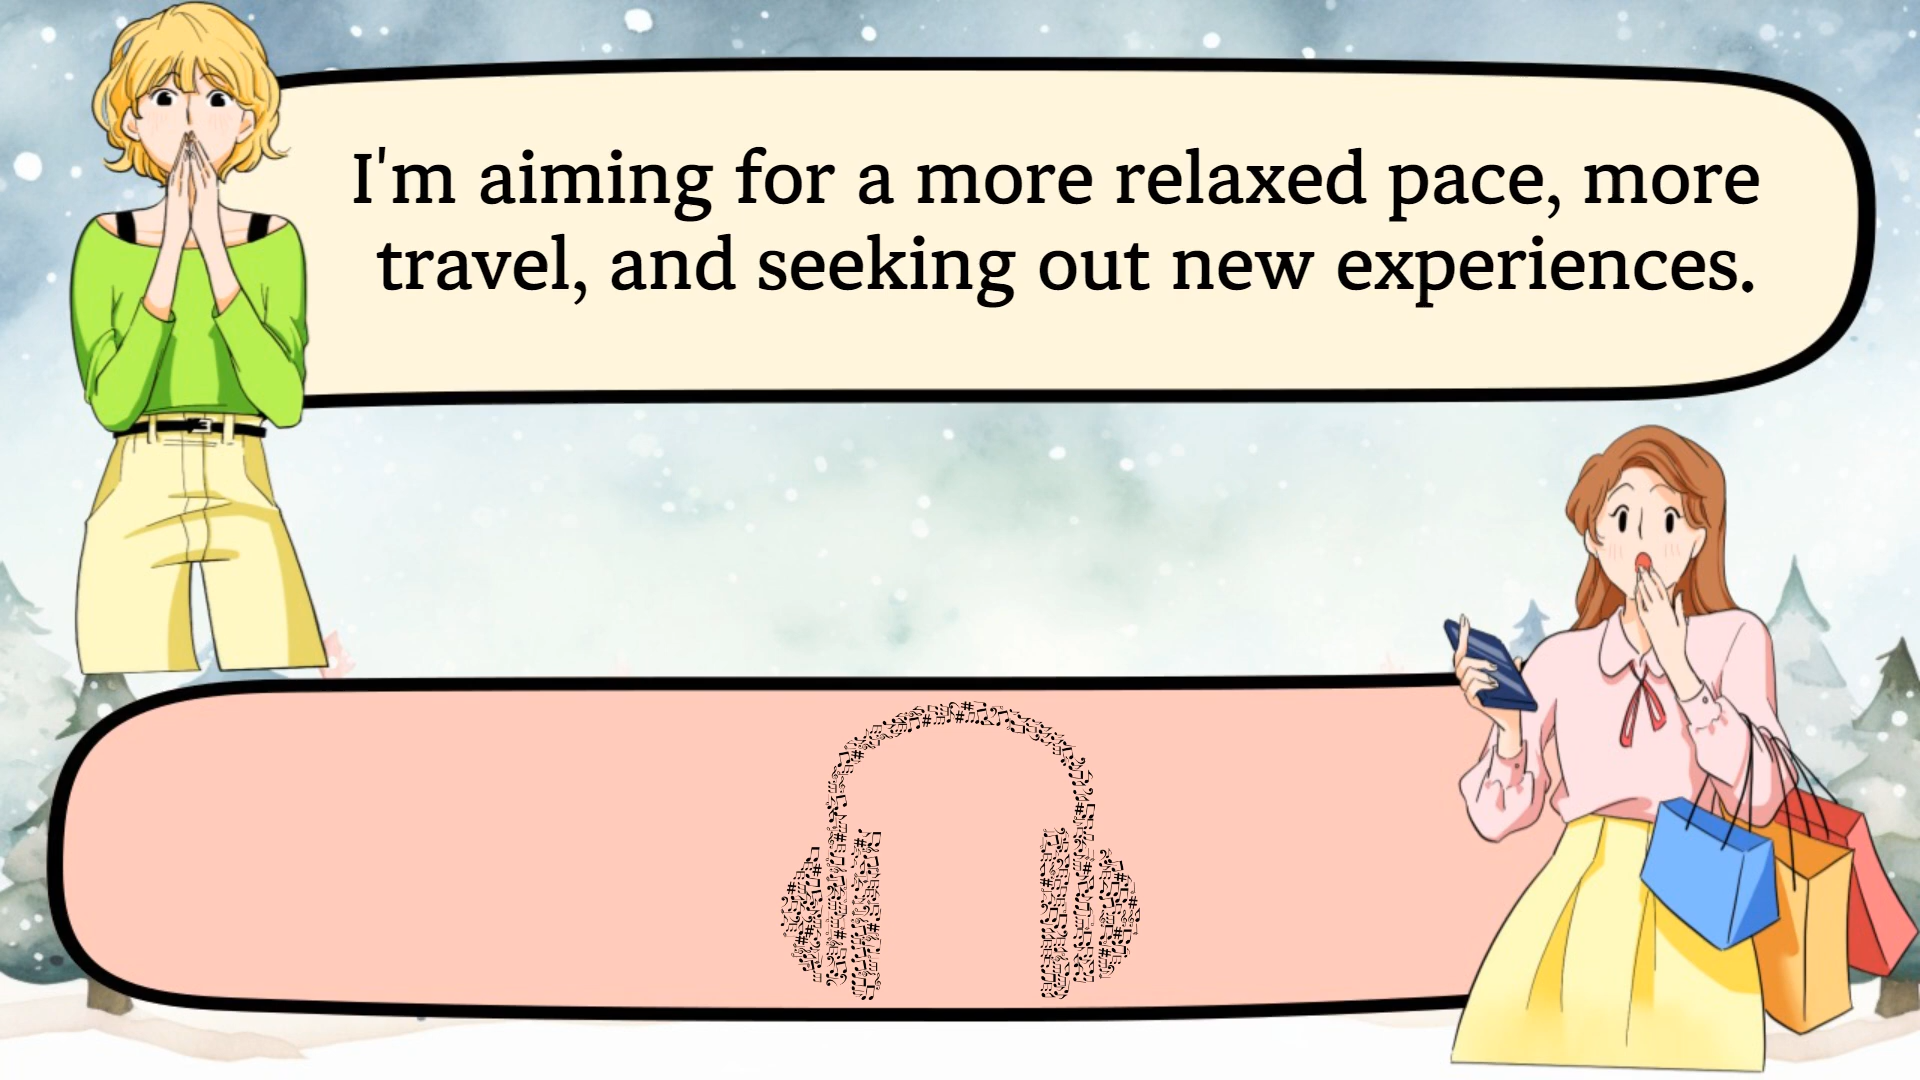 I'm aiming for a more relaxed pace, more
travel, and seeking out new experiences.